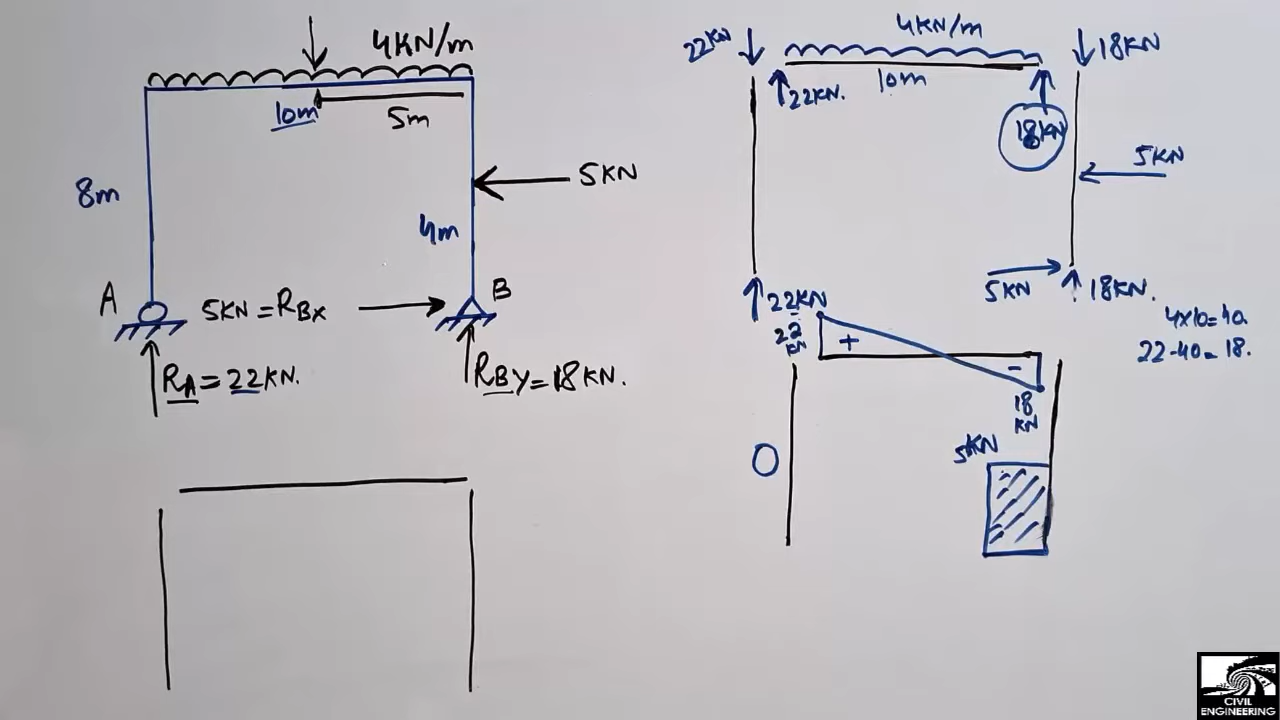 4KN/m
10m
5m
8m
5KN
4m
A
B
5KN = RBx
RA = 22KN.
RBy = 18KN.
22KN
4KN/m
18KN
22KN.
10m
18KN
5KN
5KN
22KN
18KN.
4x10=40.
22-40= 18.
22
KN
+
-
18
KN
5KN
0
CIVIL
ENGINEERING